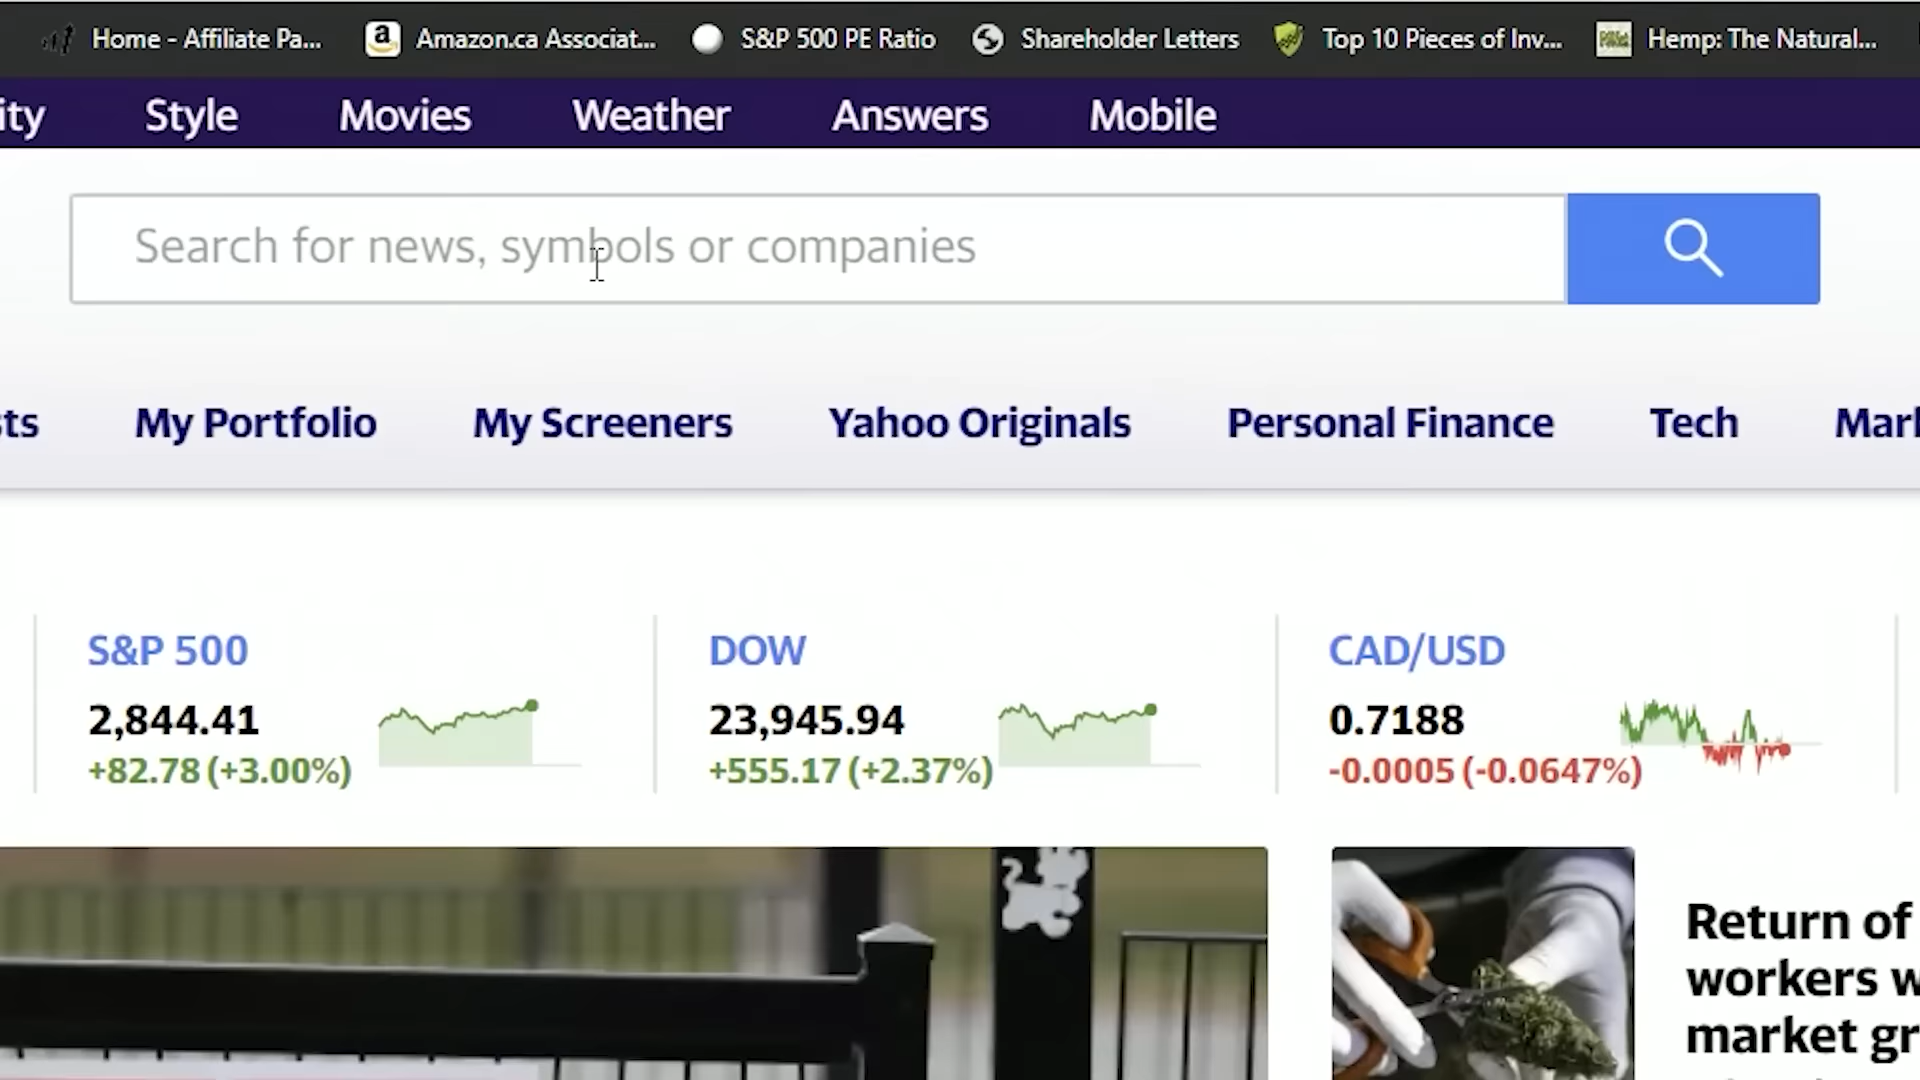 Home - Affiliate Pa...
Amazon.ca Associat...
S&P 500 PE Ratio
Shareholder Letters
Top 10 Pieces of Inv...
Hemp: The Natural...
ity
Style
Movies
Weather
Answers
Mobile
Search for news, symbols or companies
sts
My Portfolio
My Screeners
Yahoo Originals
Personal Finance
Tech
Mar
S&P 500
2,844.41
+82.78 (+3.00%)
DOW
23,945.94
+555.17 (+2.37%)
CAD/USD
0.7188
-0.0005 (-0.0647%)
Return of
workers w
market gr